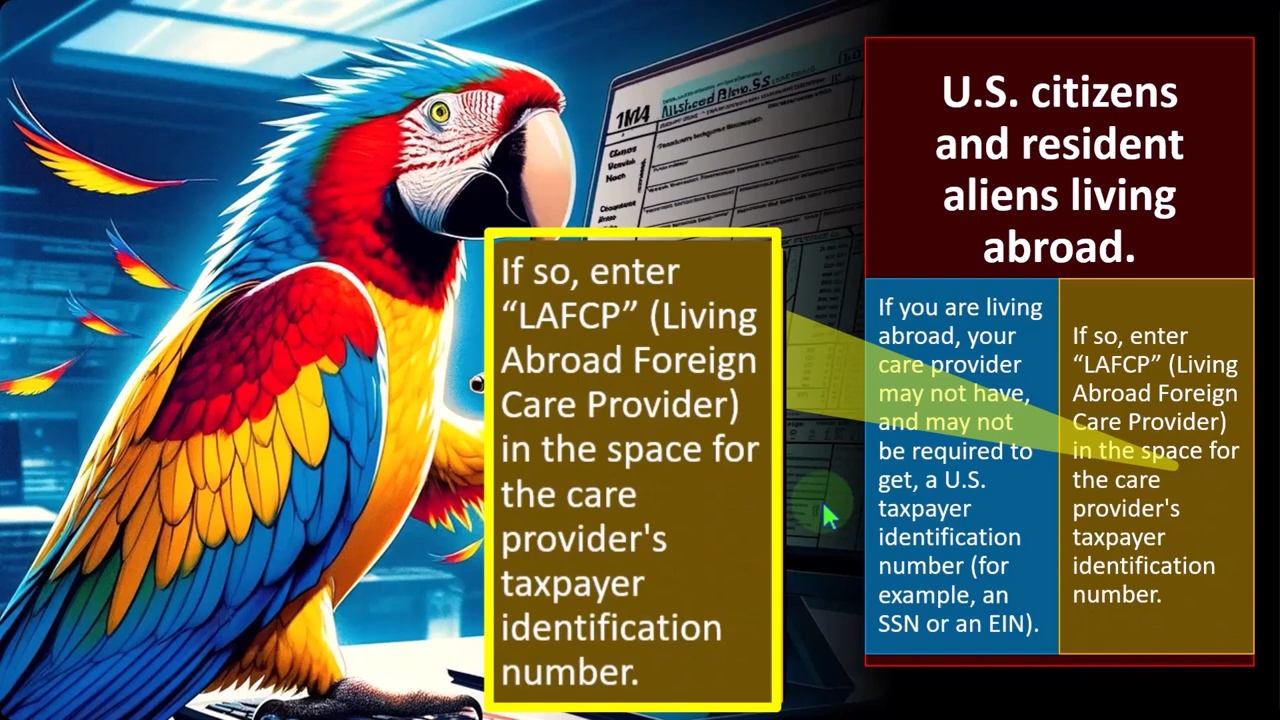 1M4
U.S. citizens
and resident
aliens living
abroad.
If so, enter
“LAFCP” (Living
Abroad Foreign
Care Provider)
in the space for
the care
provider's
taxpayer
identification
number.
If you are living
abroad, your
care provider
may not have,
and may not
be required to
get, a U.S.
taxpayer
identification
number (for
example, an
SSN or an EIN).
If so, enter
“LAFCP” (Living
Abroad Foreign
Care Provider)
in the space for
the care
provider's
taxpayer
identification
number.